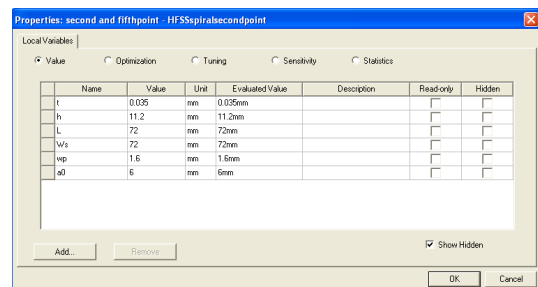 Properties: second and fifthpoint - HFSSspiralsecondpoint
Local Variables
Value Optimization Tuning Sensitivity Statistics
Name Value Unit Evaluated Value Description Read-only Hidden
t 0.035 mm 0.035mm
h 11.2 mm 11.2mm
L 72 mm 72mm
Ws 72 mm 72mm
wp 1.6 mm 1.6mm
a0 6 mm 6mm
Add... Remove Show Hidden
OK Cancel